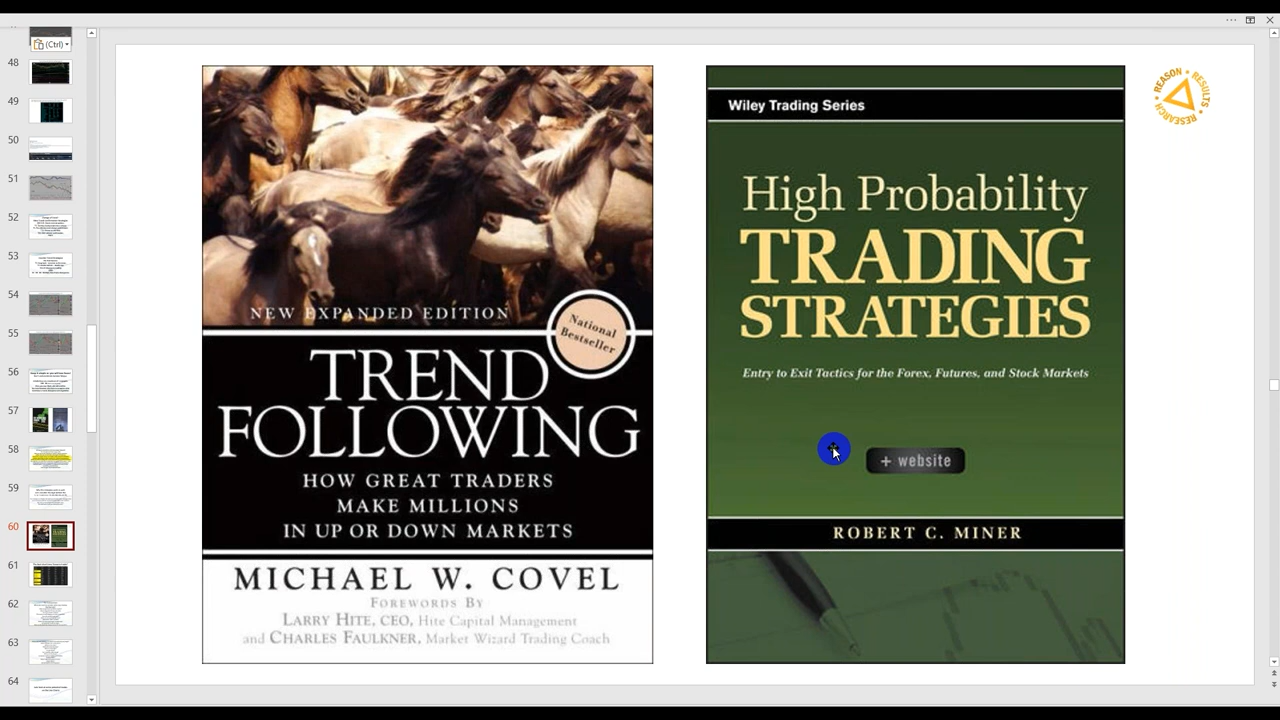 (Ctrl)
48
49
51
52
53
54
55
56
57
58
59
60
61
62
63
64
NEW EXPANDED EDITION
National
Bestseller
TREND
FOLLOWING
HOW GREAT TRADERS
MAKE MILLIONS
IN UP OR DOWN MARKETS
MICHAEL W. COVEL
FOREWORDS BY
LARRY HITE, CEO, Hite Capital Management
and CHARLES FAULKNER, Market Wizard Trading Coach
Wiley Trading Series
High Probability
TRADING
STRATEGIES
Entry to Exit Tactics for the Forex, Futures, and Stock Markets
+ website
ROBERT C. MINER
REASON • RESULTS • RESEARCH •